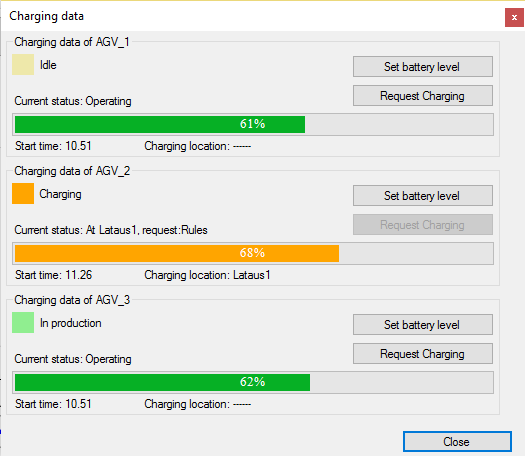 Charging data
x
Charging data of AGV_1
Idle
Set battery level
Request Charging
Current status: Operating
61%
Start time: 10.51 Charging location: ------
Charging data of AGV_2
Charging
Set battery level
Request Charging
Current status: At Lataus1, request:Rules
68%
Start time: 11.26 Charging location: Lataus1
Charging data of AGV_3
In production
Set battery level
Request Charging
Current status: Operating
62%
Start time: 10.51 Charging location: ------
Close